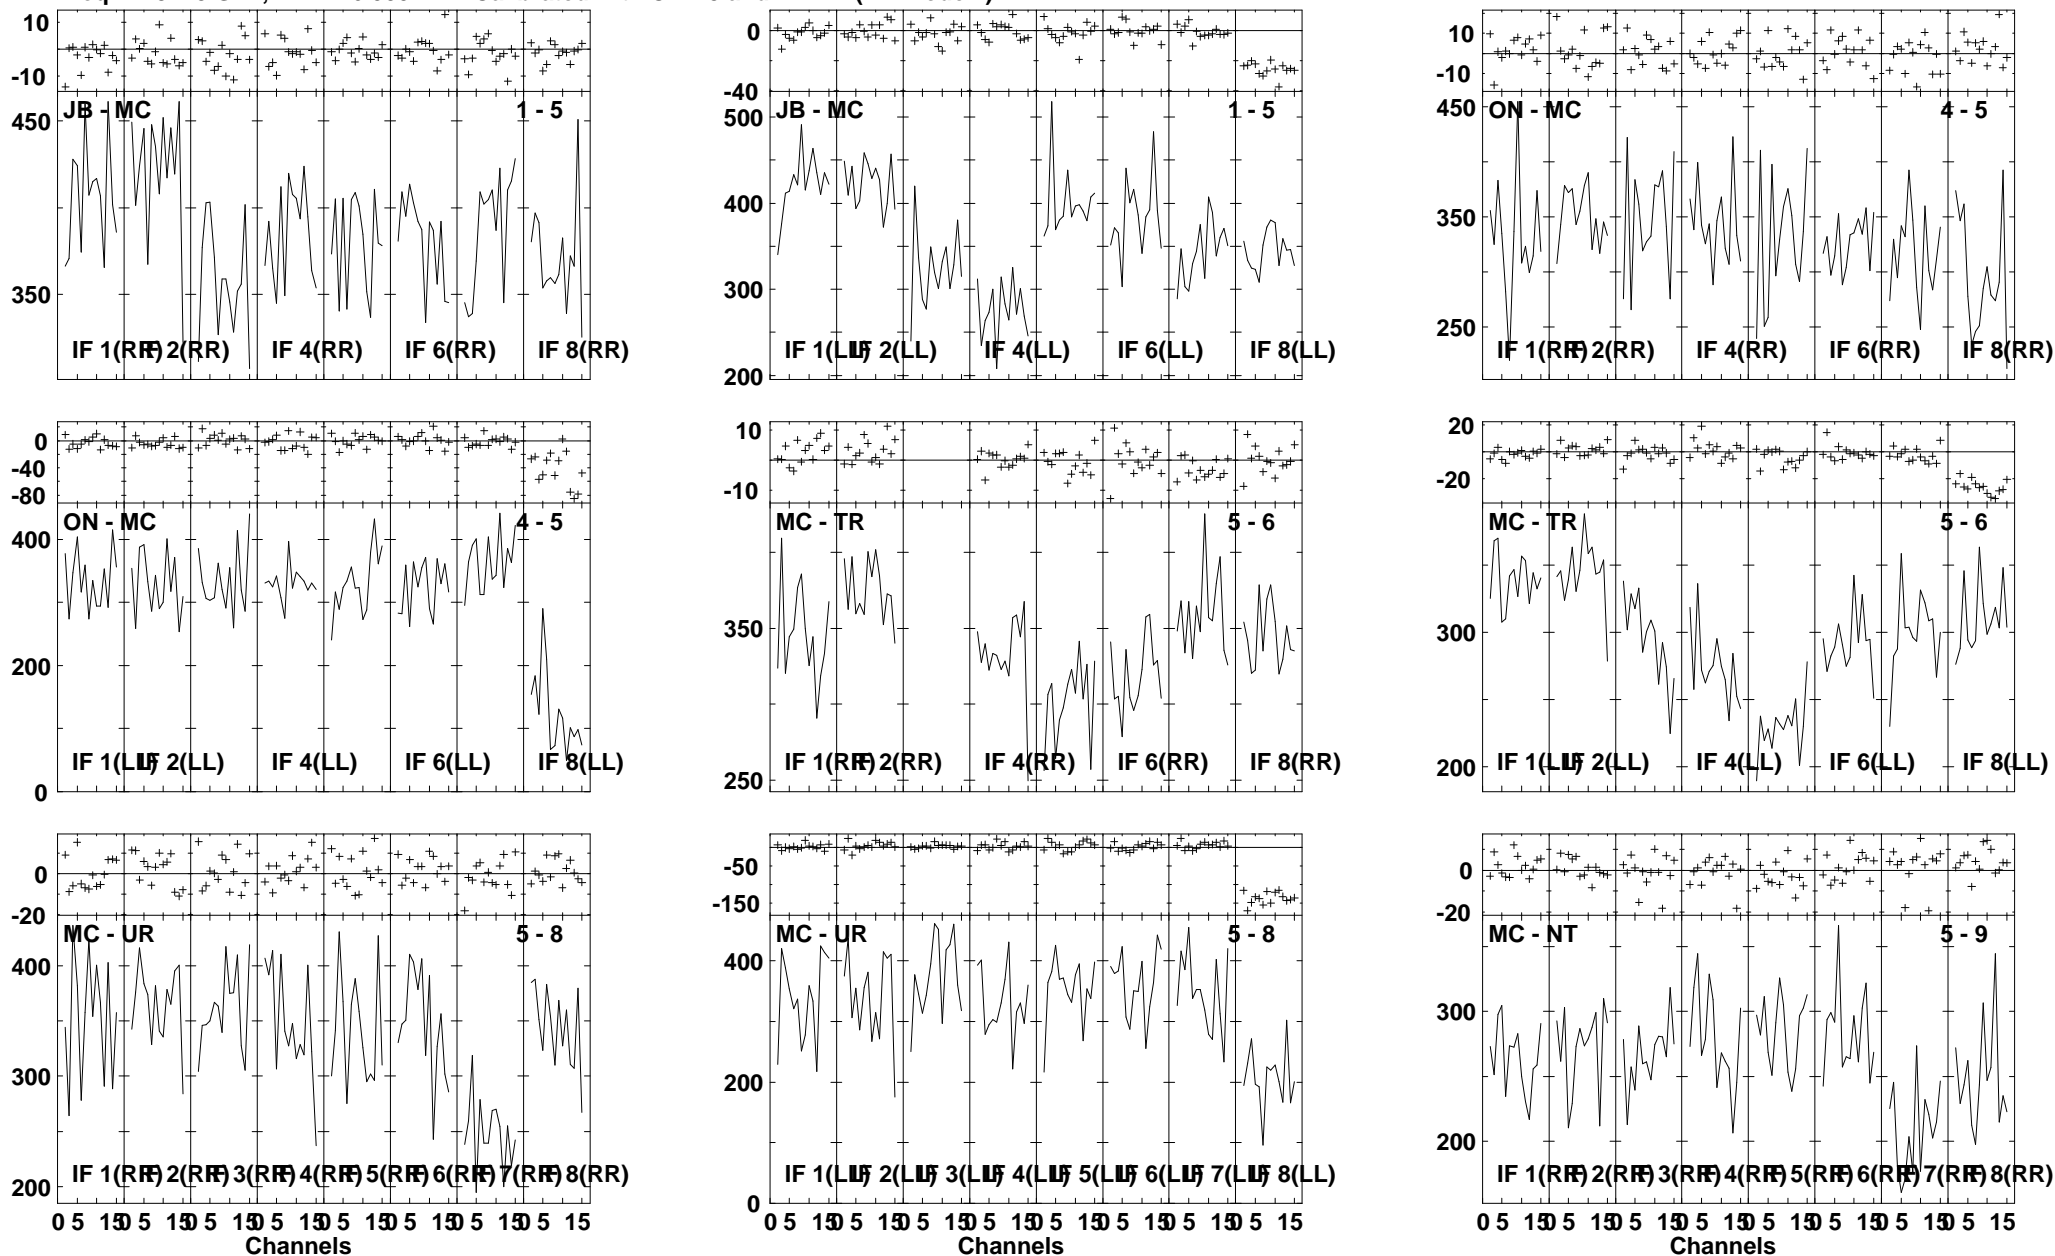 10
0
-10
JB - MC
1 - 5
450
350
IF 1(RR)
IF 2(RR)
IF 4(RR)
IF 6(RR)
IF 8(RR)
0
-40
JB - MC
1 - 5
500
400
300
200
IF 1(LL)
IF 2(LL)
IF 4(LL)
IF 6(LL)
IF 8(LL)
10
0
-10
ON - MC
4 - 5
450
350
250
IF 1(RR)
IF 2(RR)
IF 4(RR)
IF 6(RR)
IF 8(RR)
0
-40
-80
ON - MC
4 - 5
400
200
0
IF 1(LL)
IF 2(LL)
IF 4(LL)
IF 6(LL)
IF 8(LL)
10
0
-10
MC - TR
5 - 6
350
250
IF 1(RR)
IF 2(RR)
IF 4(RR)
IF 6(RR)
IF 8(RR)
20
0
-20
MC - TR
5 - 6
300
200
IF 1(LL)
IF 2(LL)
IF 4(LL)
IF 6(LL)
IF 8(LL)
0
-20
MC - UR
5 - 8
400
300
200
IF 1(RR)
IF 2(RR)
IF 3(RR)
IF 4(RR)
IF 5(RR)
IF 6(RR)
IF 7(RR)
IF 8(RR)
0 5 15 0 5 15 0 5 15 0 5 15 0 5 15 0 5 15 0 5 15 0 5 15
Channels
-50
-150
MC - UR
5 - 8
400
200
0
IF 1(LL)
IF 2(LL)
IF 3(LL)
IF 4(LL)
IF 5(LL)
IF 6(LL)
IF 7(LL)
IF 8(LL)
0 5 15 0 5 15 0 5 15 0 5 15 0 5 15 0 5 15 0 5 15 0 5 15
Channels
20
0
-20
MC - NT
5 - 9
300
200
IF 1(RR)
IF 2(RR)
IF 3(RR)
IF 4(RR)
IF 5(RR)
IF 6(RR)
IF 7(RR)
IF 8(RR)
0 5 15 0 5 15 0 5 15 0 5 15 0 5 15 0 5 15 0 5 15 0 5 15
Channels